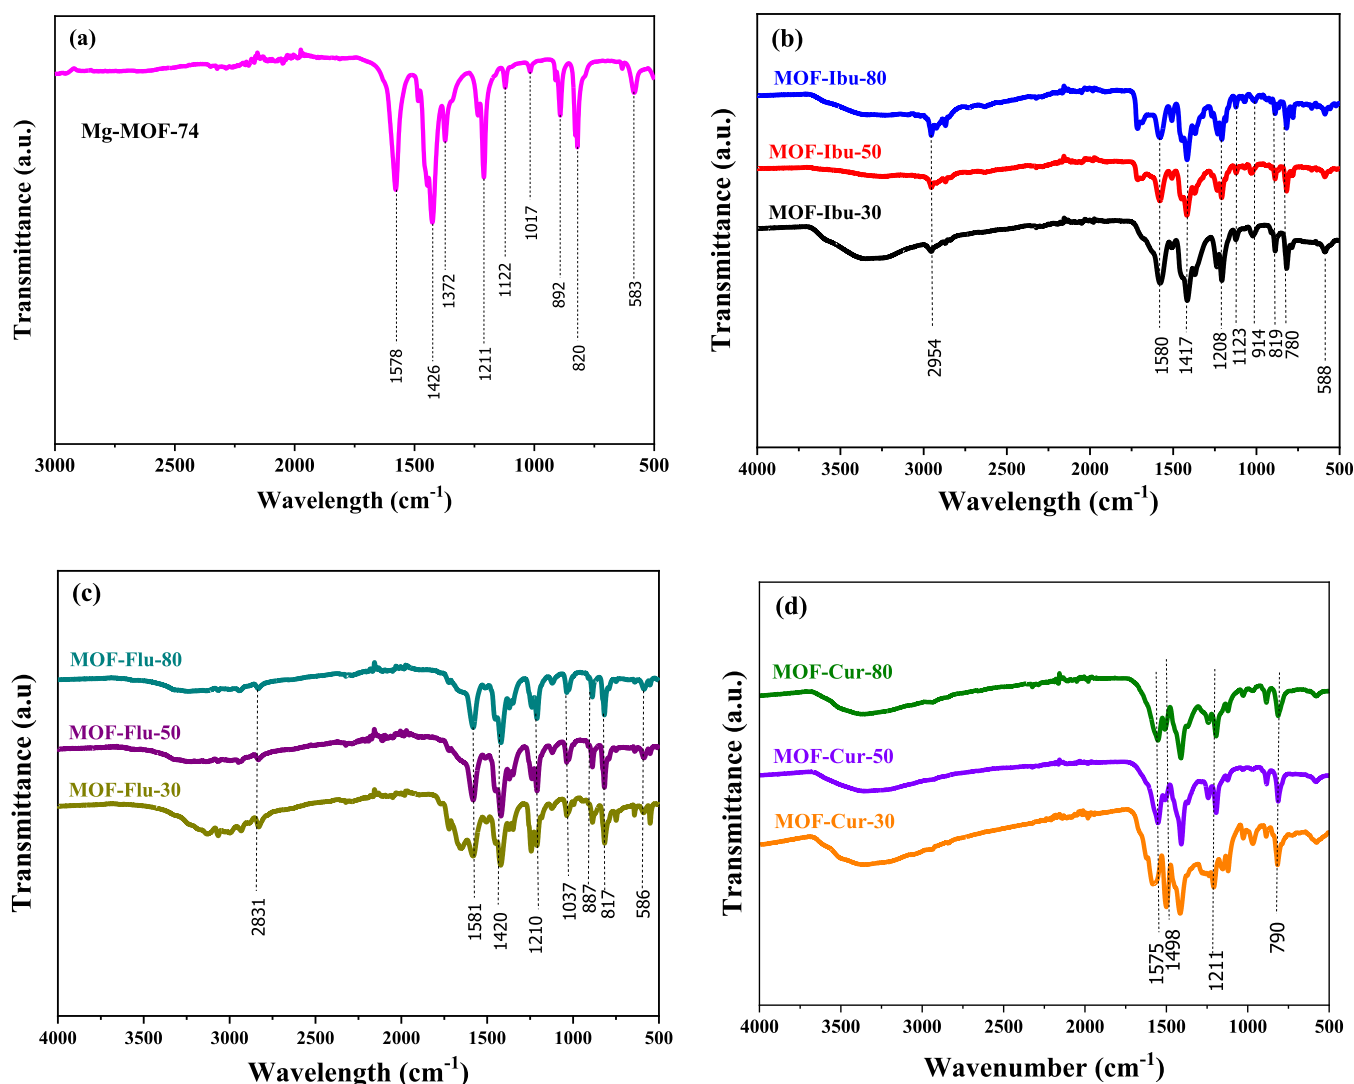 (a)
Transmittance (a.u.)
Mg-MOF-74
1578
1426
1372
1211
1122
1017
892
820
583
3000 2500 2000 1500 1000 500
Wavelength (cm⁻¹)
(b)
Transmittance (a.u.)
MOF-Ibu-80
MOF-Ibu-50
MOF-Ibu-30
2954
1580
1417
1208
1123
914
819
780
588
4000 3500 3000 2500 2000 1500 1000 500
Wavelength (cm⁻¹)
(c)
Transmittance (a.u)
MOF-Flu-80
MOF-Flu-50
MOF-Flu-30
2831
1581
1420
1210
1037
887
817
586
4000 3500 3000 2500 2000 1500 1000 500
Wavelength (cm⁻¹)
(d)
Transmittance (a.u.)
MOF-Cur-80
MOF-Cur-50
MOF-Cur-30
1575
1498
1211
790
4000 3500 3000 2500 2000 1500 1000 500
Wavenumber (cm⁻¹)